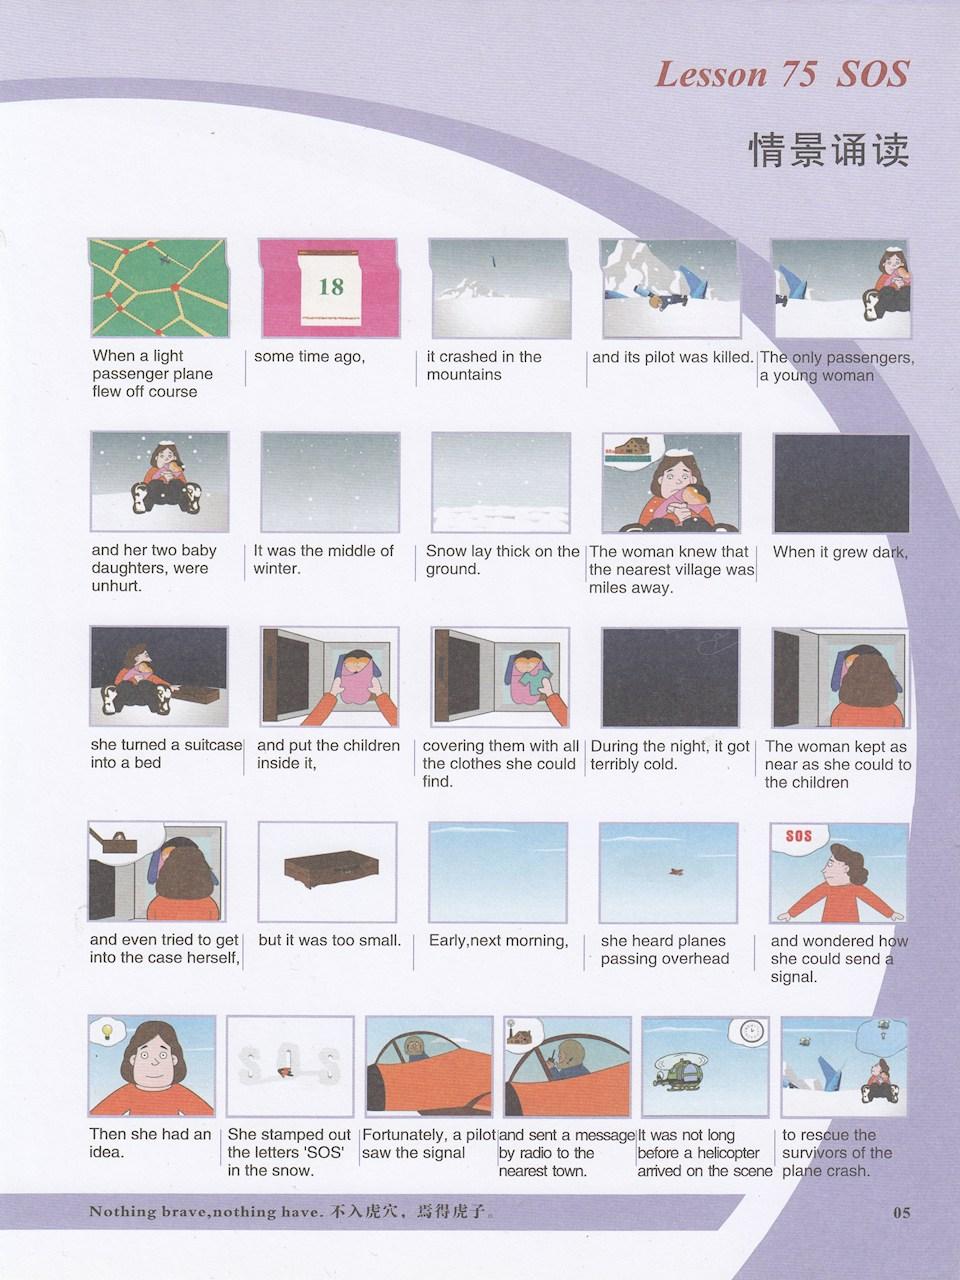 Lesson 75 SOS
情景诵读
18
When a light
passenger plane
flew off course
some time ago,
it crashed in the
mountains
and its pilot was killed.
The only passengers,
a young woman
and her two baby
daughters, were
unhurt.
It was the middle of
winter.
Snow lay thick on the
ground.
The woman knew that
the nearest village was
miles away.
When it grew dark,
she turned a suitcase
into a bed
and put the children
inside it,
covering them with all
the clothes she could
find.
During the night, it got
terribly cold.
The woman kept as
near as she could to
the children
and even tried to get
into the case herself,
but it was too small.
Early,next morning,
she heard planes
passing overhead
SOS
and wondered how
she could send a
signal.
Then she had an
idea.
SOS
She stamped out
the letters 'SOS'
in the snow.
Fortunately, a pilot
saw the signal
and sent a message
by radio to the
nearest town.
It was not long
before a helicopter
arrived on the scene
to rescue the
survivors of the
plane crash.
Nothing brave,nothing have. 不入虎穴，焉得虎子。
05